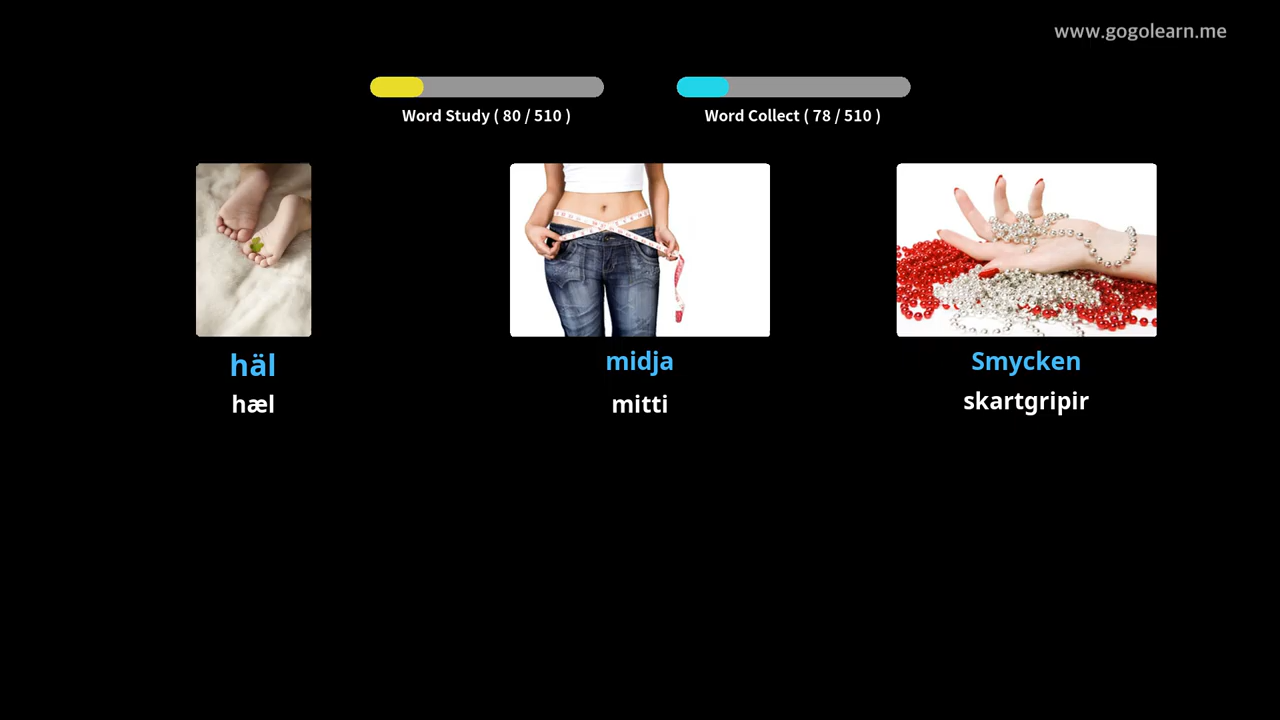 www.gogolearn.me
Word Study ( 80 / 510 )
Word Collect ( 78 / 510 )
häl
midja
Smycken
hæl
mitti
skartgripir